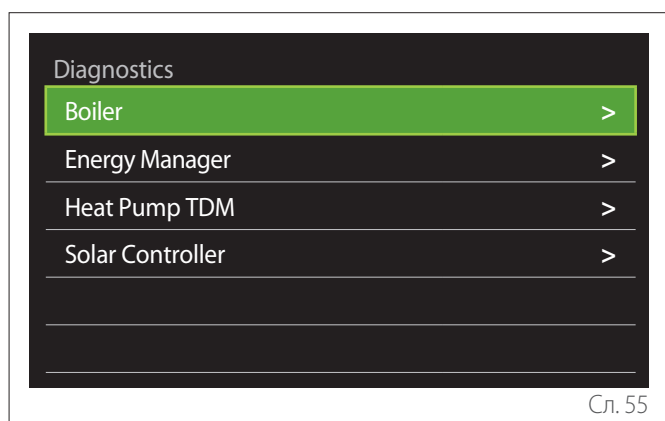 Diagnostics
Boiler >
Energy Manager >
Heat Pump TDM >
Solar Controller >
Сл. 55